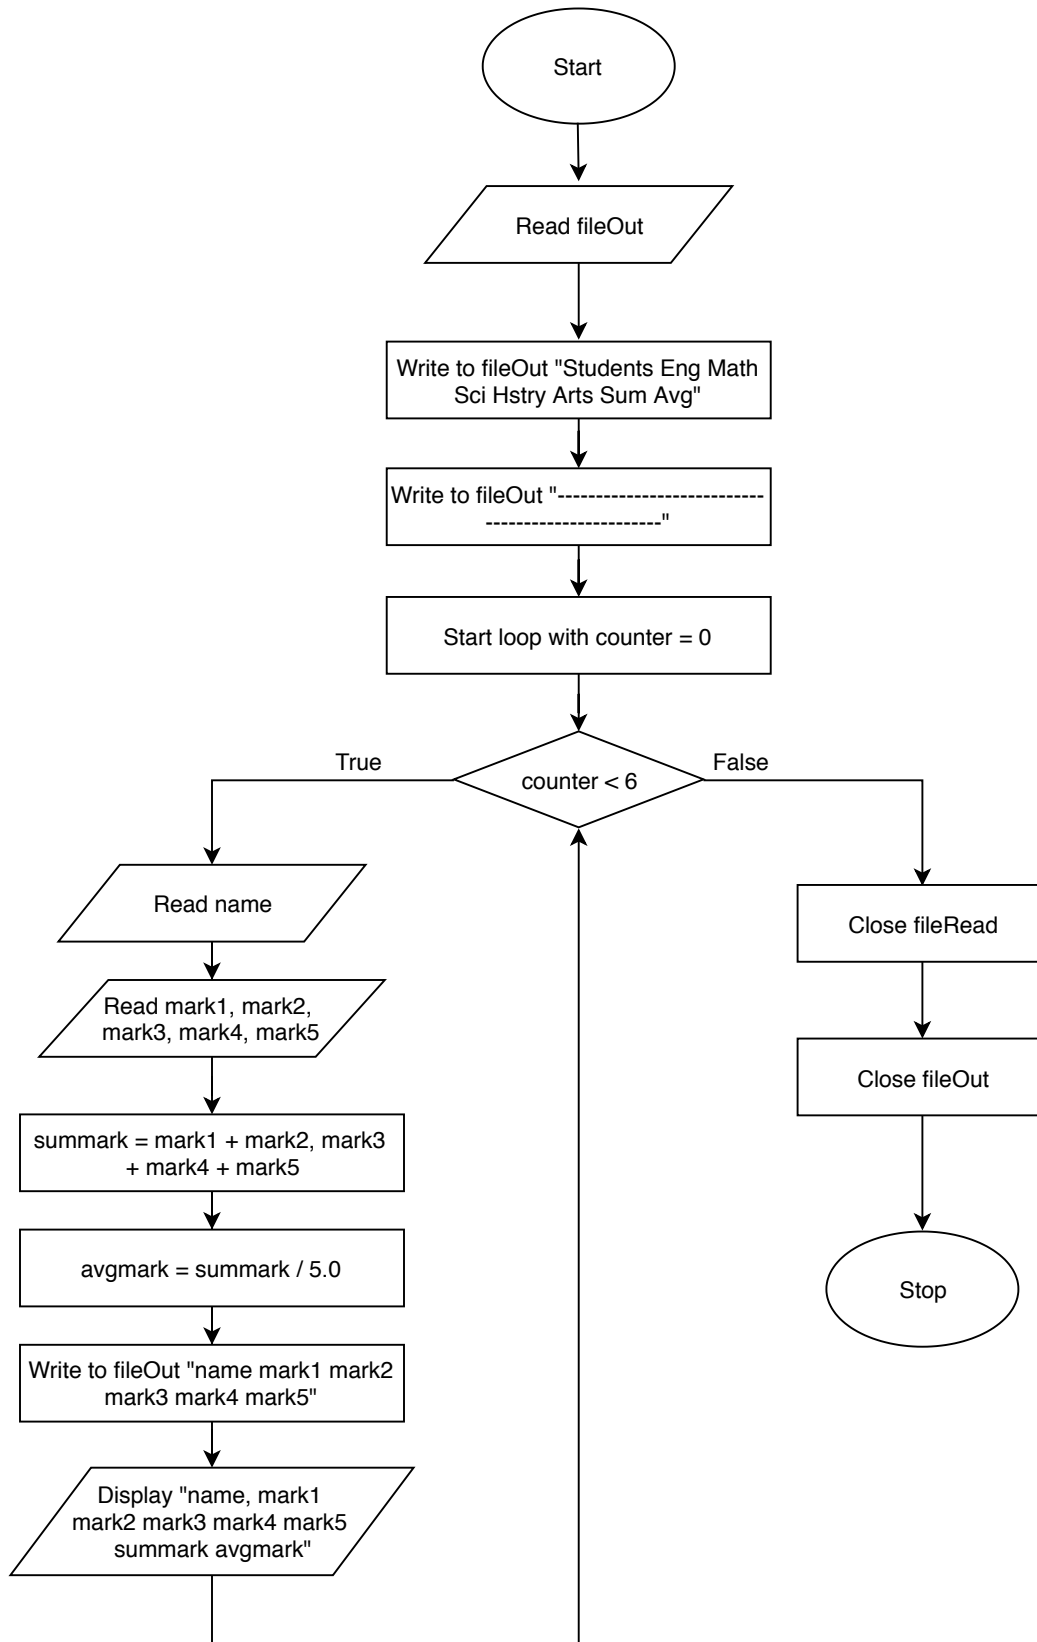 Start
Read fileOut
Write to fileOut "Students Eng Math
Sci Hstry Arts Sum Avg"
Write to fileOut "---------------------------
-----------------------"
Start loop with counter = 0
True
False
counter < 6
Read name
Read mark1, mark2,
mark3, mark4, mark5
summark = mark1 + mark2, mark3
+ mark4 + mark5
avgmark = summark / 5.0
Write to fileOut "name mark1 mark2
mark3 mark4 mark5"
Display "name, mark1
mark2 mark3 mark4 mark5
summark avgmark"
Close fileRead
Close fileOut
Stop